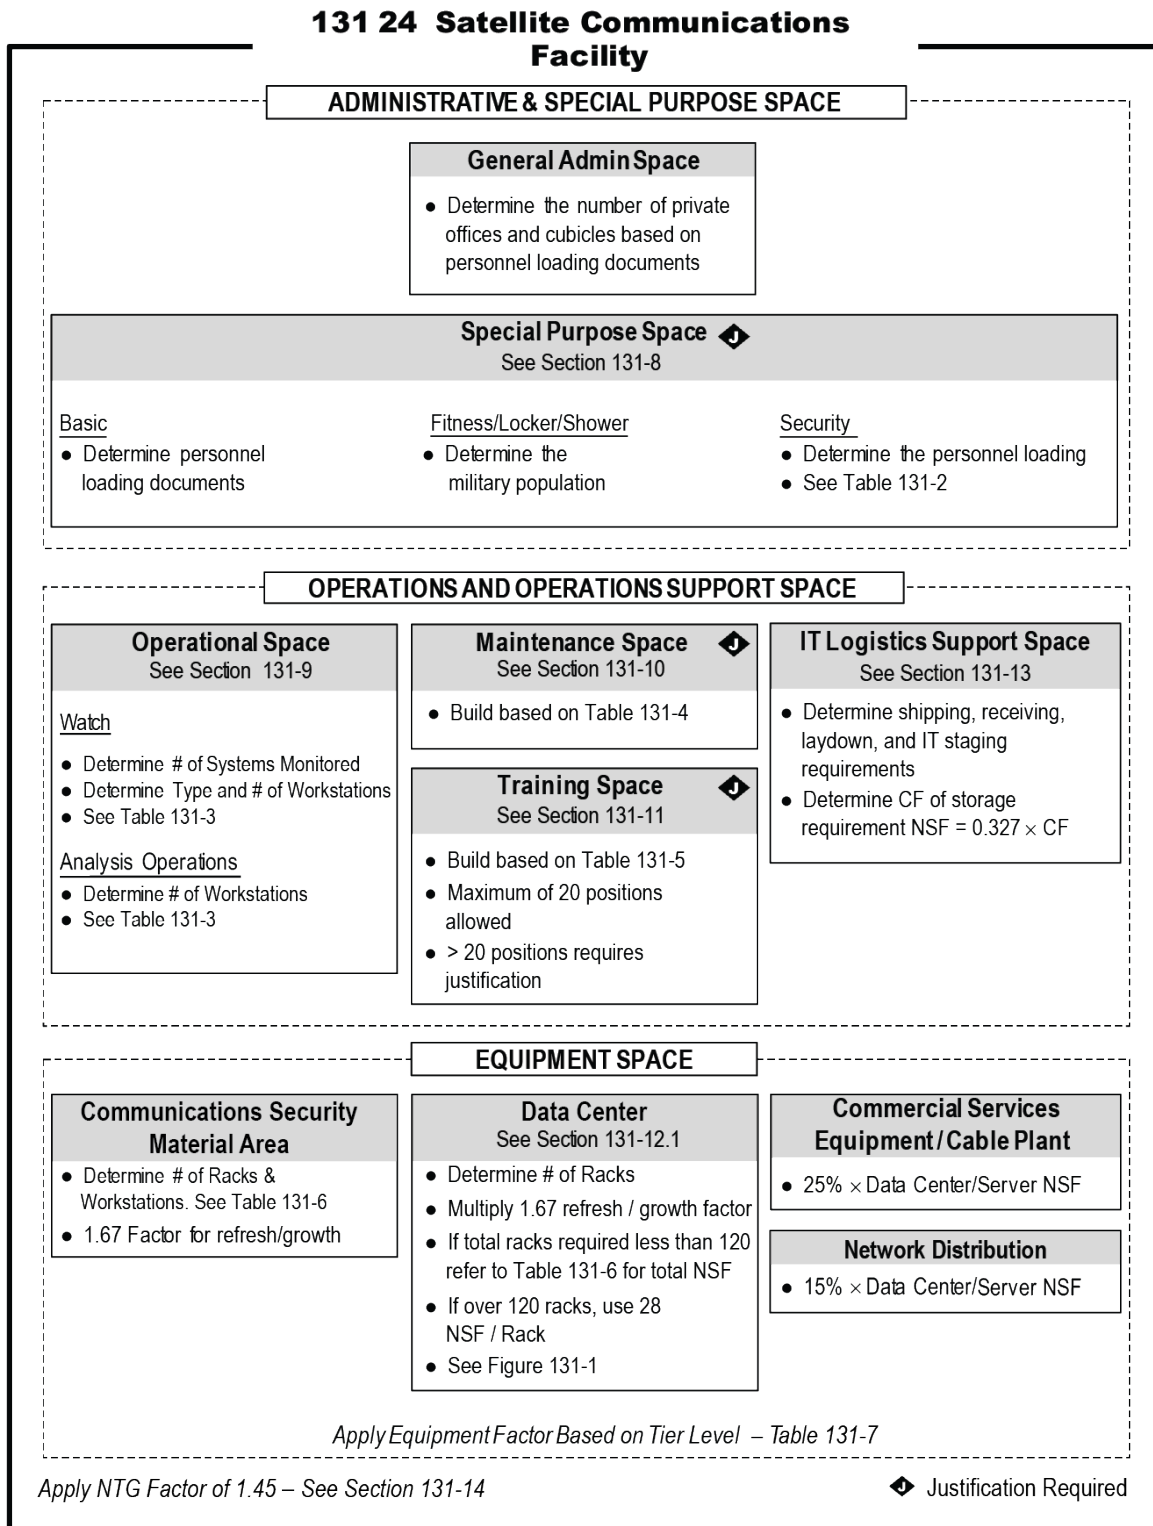 131 24 Satellite Communications
Facility
ADMINISTRATIVE & SPECIAL PURPOSE SPACE
General Admin Space
● Determine the number of private
offices and cubicles based on
personnel loading documents
Special Purpose Space J
See Section 131-8
Basic
● Determine personnel
loading documents
Fitness/Locker/Shower
● Determine the
military population
Security
● Determine the personnel loading
● See Table 131-2
OPERATIONS AND OPERATIONS SUPPORT SPACE
Operational Space
See Section 131-9
Watch
● Determine # of Systems Monitored
● Determine Type and # of Workstations
● See Table 131-3
Analysis Operations
● Determine # of Workstations
● See Table 131-3
Maintenance Space J
See Section 131-10
● Build based on Table 131-4
Training Space J
See Section 131-11
● Build based on Table 131-5
● Maximum of 20 positions
allowed
● > 20 positions requires
justification
IT Logistics Support Space
See Section 131-13
● Determine shipping, receiving,
laydown, and IT staging
requirements
● Determine CF of storage
requirement NSF = 0.327 × CF
EQUIPMENT SPACE
Communications Security
Material Area
● Determine # of Racks &
Workstations. See Table 131-6
● 1.67 Factor for refresh/growth
Data Center
See Section 131-12.1
● Determine # of Racks
● Multiply 1.67 refresh / growth factor
● If total racks required less than 120
refer to Table 131-6 for total NSF
● If over 120 racks, use 28
NSF / Rack
● See Figure 131-1
Commercial Services
Equipment / Cable Plant
● 25% × Data Center/Server NSF
Network Distribution
● 15% × Data Center/Server NSF
Apply Equipment Factor Based on Tier Level – Table 131-7
Apply NTG Factor of 1.45 – See Section 131-14
J Justification Required